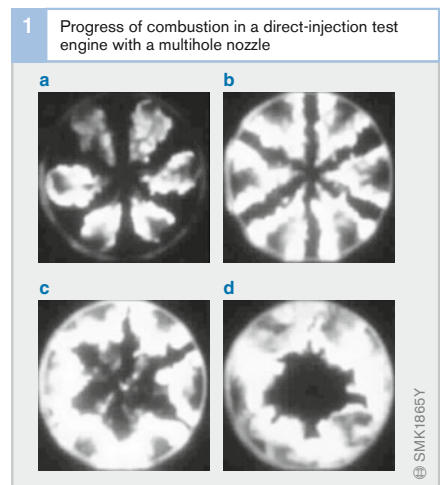 1
Progress of combustion in a direct-injection test
engine with a multihole nozzle
a
b
c
d
SMK1865Y